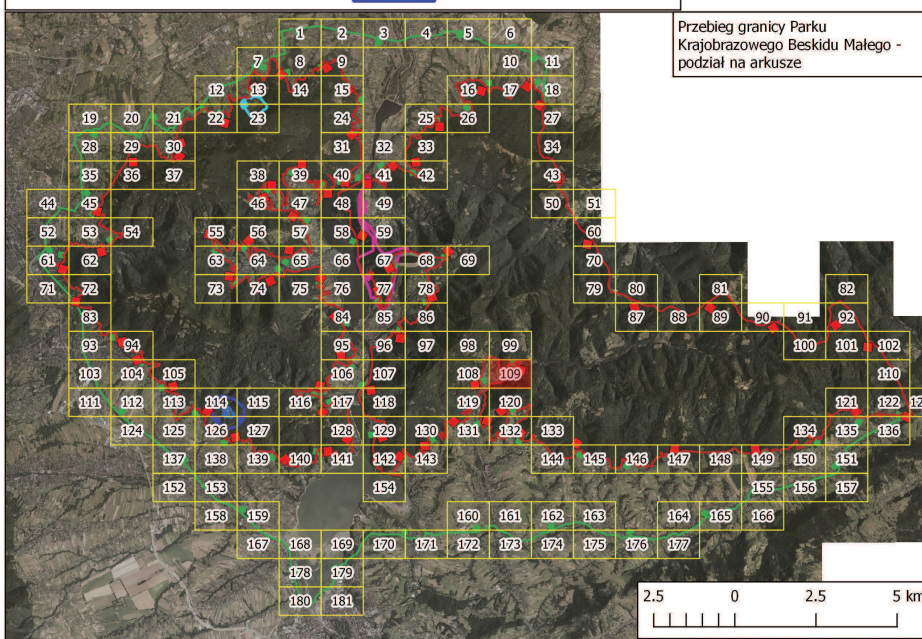 Przebieg granicy Parku
Krajobrazowego Beskidu Małego -
podział na arkusze
1 2 3 4 5 6
7 8 9 10 11
12 13 14 15 16 17 18
19 20 21 22 23 24 25 26 27
28 29 30 31 32 33 34
35 36 37 38 39 40 41 42 43
44 45 46 47 48 49 50 51
52 53 54 55 56 57 58 59 60
61 62 63 64 65 66 67 68 69 70
71 72 73 74 75 76 77 78 79 80 81 82
83 84 85 86 87 88 89 90 91 92
93 94 95 96 97 98 99 100 101 102
103 104 105 106 107 108 109 110
111 112 113 114 115 116 117 118 119 120 121 122 12
124 125 126 127 128 129 130 131 132 133 134 135 136
137 138 139 140 141 142 143 144 145 146 147 148 149 150 151
152 153 154 155 156 157
158 159 160 161 162 163 164 165 166
167 168 169 170 171 172 173 174 175 176 177
178 179
180 181
2.5 0 2.5 5 km